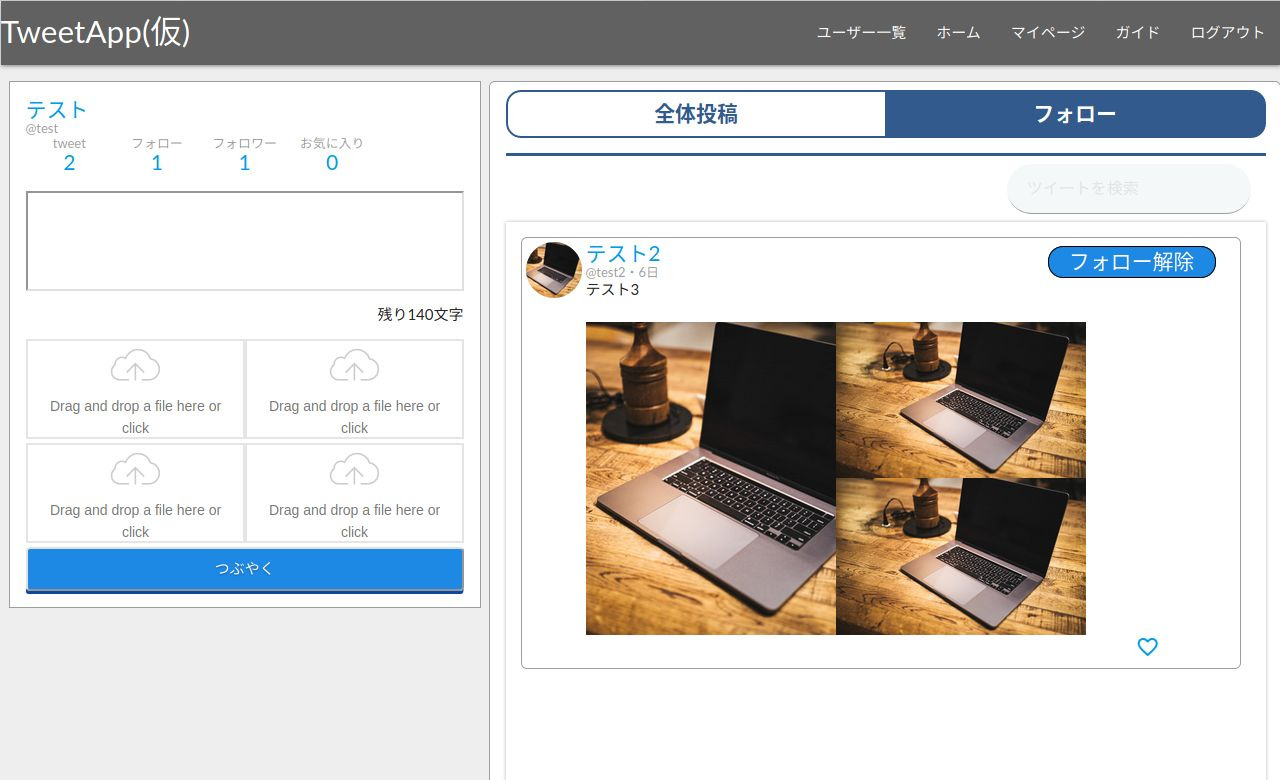 TweetApp(仮)
ユーザー一覧 ホーム マイページ ガイド ログアウト
テスト
@test
tweet フォロー フォロワー お気に入り
2 1 1 0
残り140文字
Drag and drop a file here or
click
Drag and drop a file here or
click
Drag and drop a file here or
click
Drag and drop a file here or
click
つぶやく
全体投稿 フォロー
ツイートを検索
テスト2
フォロー解除
@test2・6日
テスト3